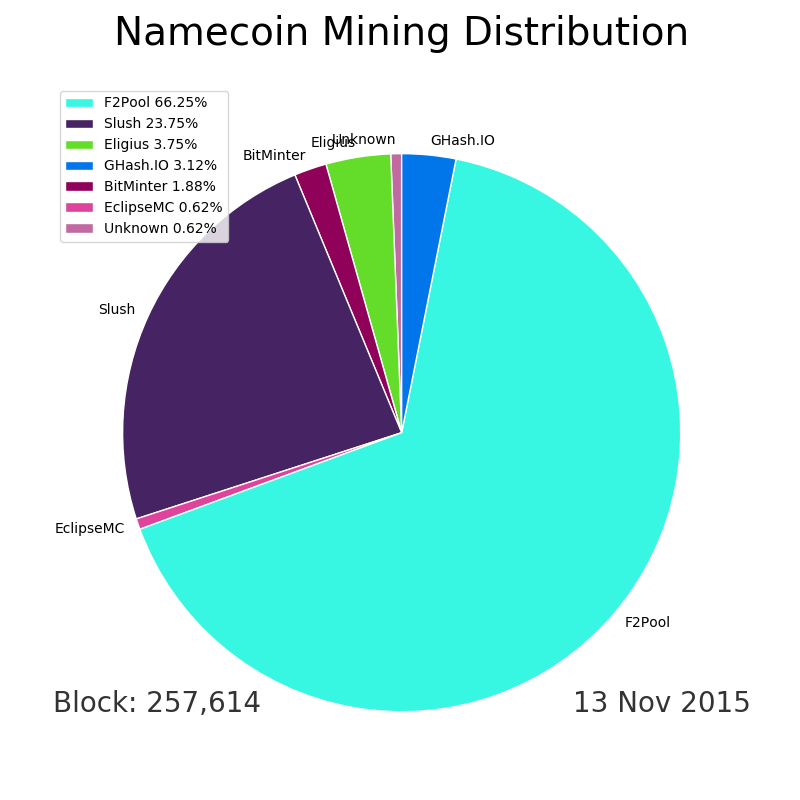 Namecoin Mining Distribution
F2Pool 66.25%
Slush 23.75%
Eligius 3.75%
GHash.IO 3.12%
BitMinter 1.88%
EclipseMC 0.62%
Unknown 0.62%
GHash.IO
Unknown
Eligius
BitMinter
Slush
EclipseMC
F2Pool
Block: 257,614
13 Nov 2015